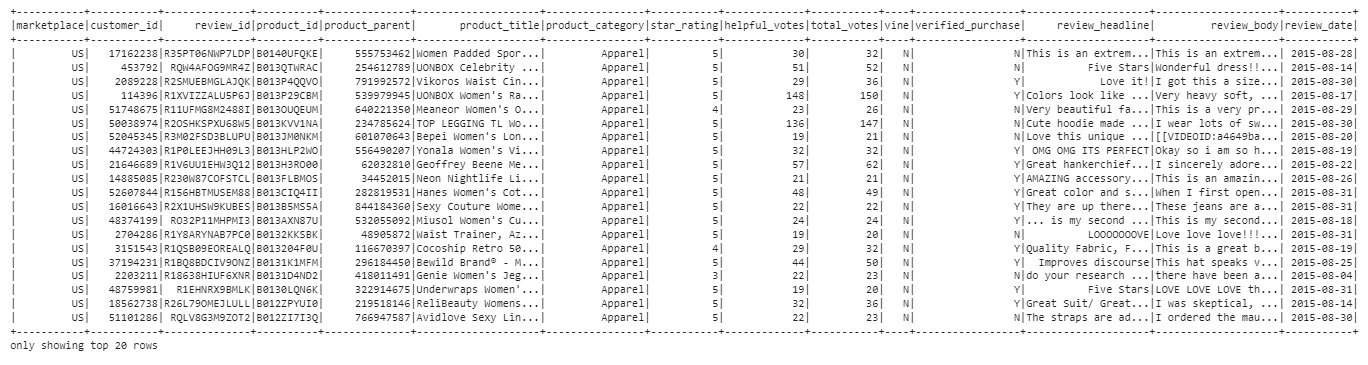 +-----------+-----------+--------------+----------+--------------+--------------------+----------------+-----------+-------------+-----------+----+-----------------+--------------------+--------------------+-----------+
|marketplace|customer_id|     review_id|product_id|product_parent|       product_title|product_category|star_rating|helpful_votes|total_votes|vine|verified_purchase|     review_headline|         review_body|review_date|
+-----------+-----------+--------------+----------+--------------+--------------------+----------------+-----------+-------------+-----------+----+-----------------+--------------------+--------------------+-----------+
|         US|   17162238|R35PT06NWP7LDP|B0140UFQKE|     555753462|Women Padded Spor...|         Apparel|          5|           30|         32|   N|                N|This is an extrem...|This is an extrem...| 2015-08-28|
|         US|     453792| RQW4AFOG9MR4Z|B013QTWRAC|     254612789|UONBOX Celebrity ...|         Apparel|          5|           51|         52|   N|                N|          Five Stars|Wonderful dress!!...| 2015-08-14|
|         US|    2089228|R2SMUEBMGLAJQK|B013P4QQVO|     791992572|Vikoros Waist Cin...|         Apparel|          5|           29|         36|   N|                Y|            Love it!|I got this a size...| 2015-08-30|
|         US|     114396|R1XVIZZALU5P6J|B013P29CBM|     539979945|UONBOX Women's Ra...|         Apparel|          5|          148|        150|   N|                Y|Colors look like ...|Very heavy soft, ...| 2015-08-17|
|         US|   51748675|R11UFMG8M2488I|B013OUQEUM|     640221350|Meaneor Women's O...|         Apparel|          4|           23|         26|   N|                N|Very beautiful fa...|This is a very pr...| 2015-08-29|
|         US|   50038974|R2OSHKSPXU68W5|B013KVV1NA|     234785624|TOP LEGGING TL Wo...|         Apparel|          5|          136|        147|   N|                N|Cute hoodie made ...|I wear lots of sw...| 2015-08-30|
|         US|   52045345|R3M02FSD3BLUPU|B013JM0NKM|     601070643|Bepei Women's Lon...|         Apparel|          5|           19|         21|   N|                N|Love this unique ...|[[VIDEOID:a4649ba...| 2015-08-20|
|         US|   44724303|R1P0LEEJHH09L3|B013HLP2WO|     556490207|Yonala Women's Vi...|         Apparel|          5|           32|         32|   N|                Y| OMG OMG ITS PERFECT|Okay so i am so h...| 2015-08-19|
|         US|   21646689|R1V6UU1EHW3Q12|B013H3RO00|      62032810|Geoffrey Beene Me...|         Apparel|          5|           57|         62|   N|                Y|Great hankerchief...|I sincerely adore...| 2015-08-22|
|         US|   14885085|R230W87COFSTCL|B013FLBMOS|      34452015|Neon Nightlife Li...|         Apparel|          5|           21|         21|   N|                Y|AMAZING accessory...|This is an amazin...| 2015-08-26|
|         US|   52607844|R156HBTMUSEM88|B013CIQ4II|     282819531|Hanes Women's Cot...|         Apparel|          5|           48|         49|   N|                Y|Great color and s...|When I first open...| 2015-08-31|
|         US|   16016643|R2X1UHSW9KUBES|B013B5MS5A|     844184360|Sexy Couture Wome...|         Apparel|          5|           22|         22|   N|                Y|They are up there...|These jeans are a...| 2015-08-31|
|         US|   48374199| RO32P11MHPMI3|B013AXN87U|     532055092|Miusol Women's Cu...|         Apparel|          5|           24|         24|   N|                Y|... is my second ...|This is my second...| 2015-08-18|
|         US|    2704286|R1Y8ARYNAB7PC0|B0132KKSBK|      48905872|Waist Trainer, Az...|         Apparel|          5|           19|         20|   N|                N|          LOOOOOOOVE|Love love love!!!...| 2015-08-31|
|         US|    3151543|R1QSB09EOREALQ|B013204F0U|     116670397|Cocoship Retro 50...|         Apparel|          4|           29|         32|   N|                Y|Quality Fabric, F...|This is a great b...| 2015-08-19|
|         US|   37194231|R1BQ8BDCIV9ONZ|B0131K1MFM|     296184450|Bewild Brand® - M...|         Apparel|          5|           44|         50|   N|                Y|  Improves discourse|This hat speaks v...| 2015-08-25|
|         US|    2203211|R18638HIUF6XNR|B0131D4ND2|     418011491|Genie Women's Jeg...|         Apparel|          3|           22|         23|   N|                N|do your research ...|there have been a...| 2015-08-04|
|         US|   48759981| R1EHNRX9BMLK|B0130LQN6K|     322914675|Underwraps Women'...|         Apparel|          5|           19|         20|   N|                Y|          Five Stars|LOVE LOVE LOVE th...| 2015-08-31|
|         US|   18562738|R26L79OMEJLULL|B012ZPYUI0|     219518146|ReliBeauty Womens...|         Apparel|          5|           32|         36|   N|                Y|Great Suit/ Great...|I was skeptical, ...| 2015-08-14|
|         US|   51101286| RQLV8G3M9ZOT2|B012ZI7I3Q|     766947587|Avidlove Sexy Lin...|         Apparel|          5|           22|         23|   N|                N|The straps are ad...|I ordered the mau...| 2015-08-30|
+-----------+-----------+--------------+----------+--------------+--------------------+----------------+-----------+-------------+-----------+----+-----------------+--------------------+--------------------+-----------+
only showing top 20 rows